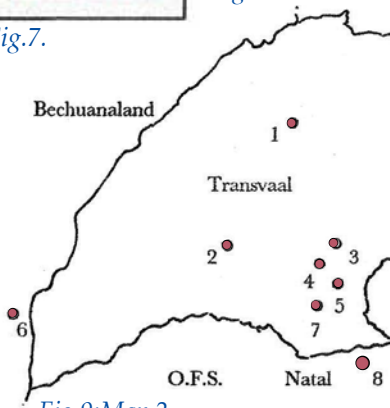 ig.7.
Bechuanaland
1
Transvaal
2
3
4
5
6
7
O.F.S. Natal 8
Fig.9:Map 2